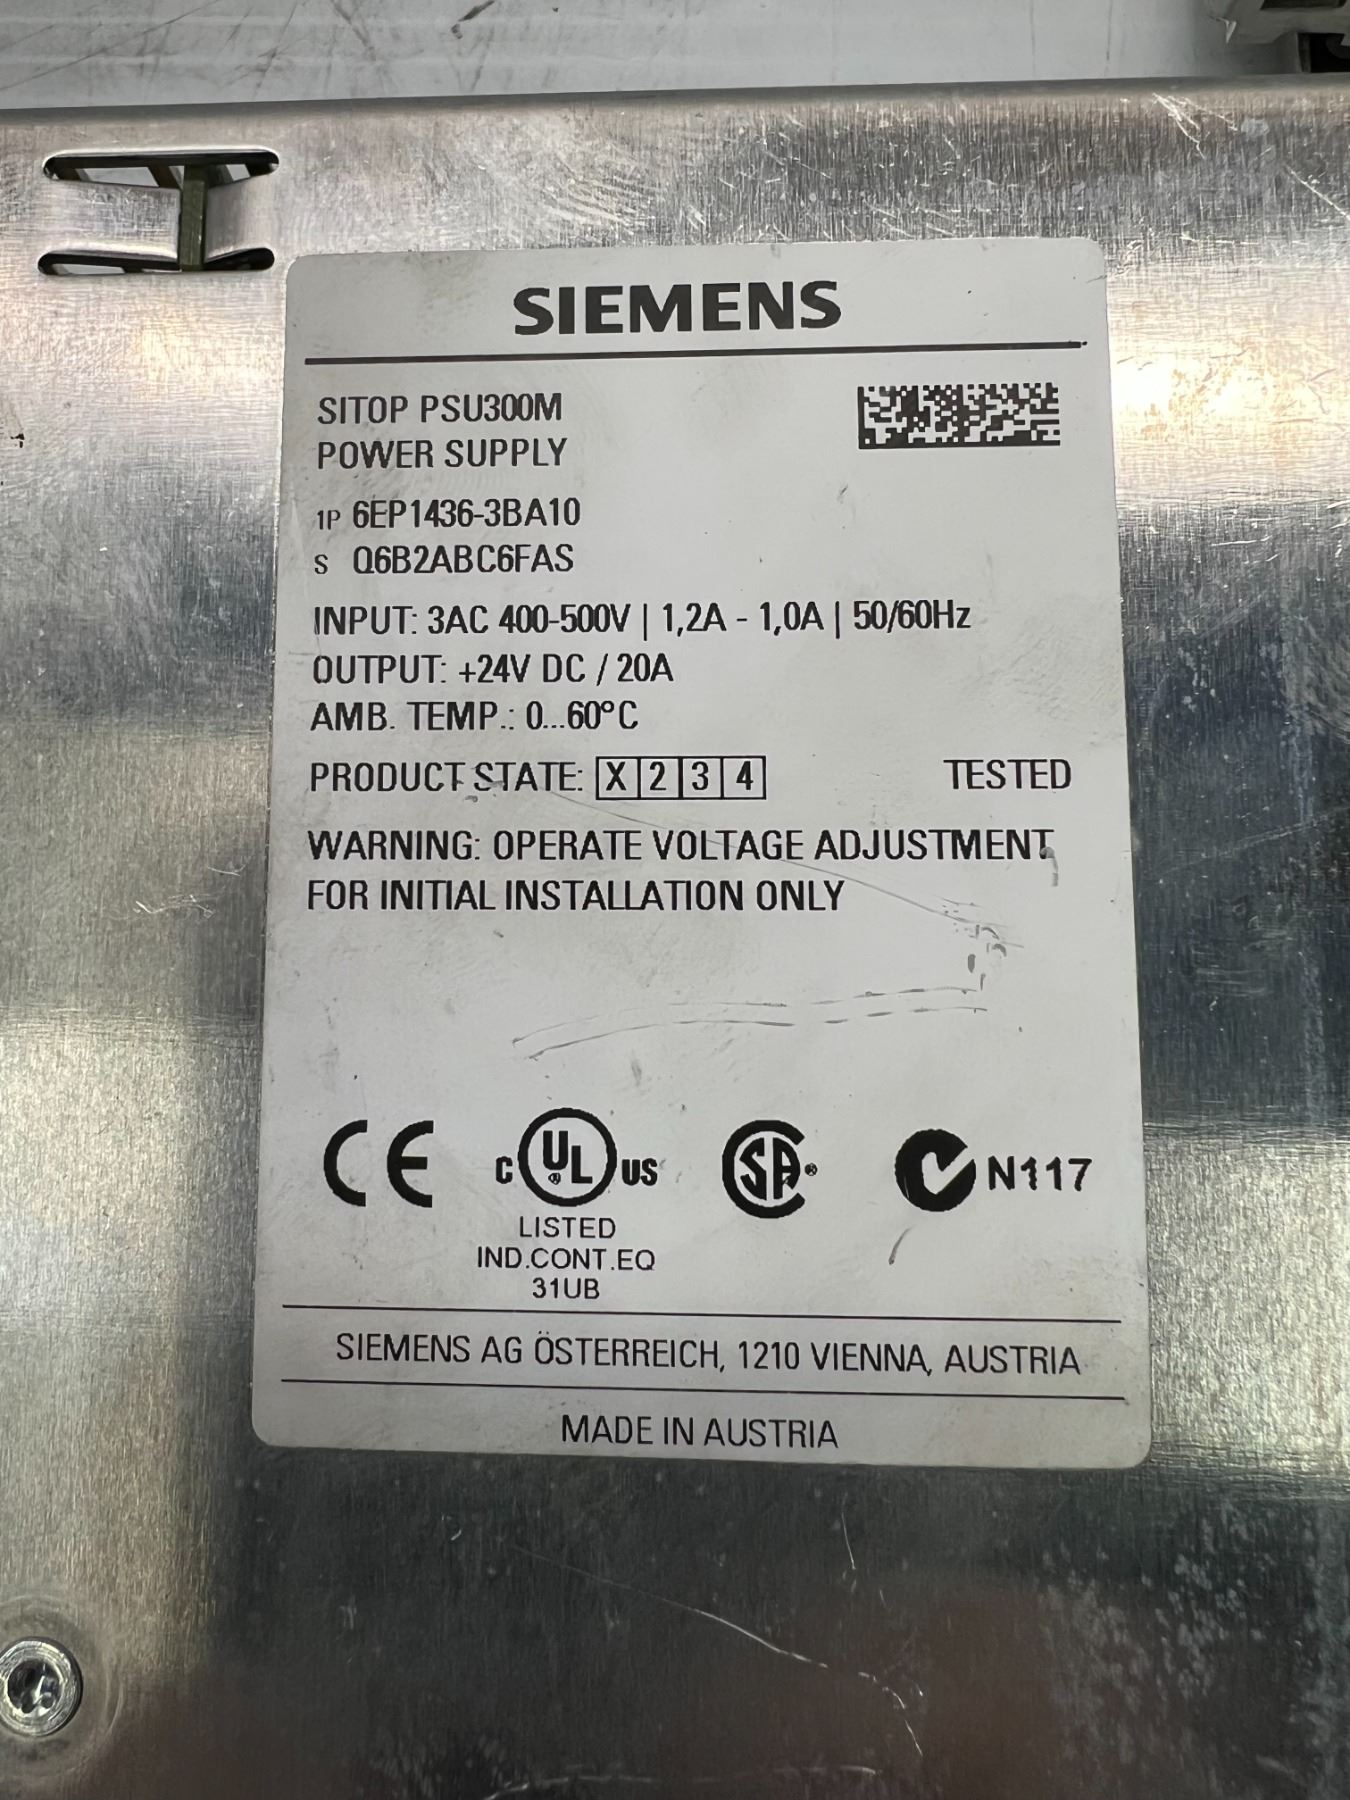 SIEMENS
SITOP PSU300M
POWER SUPPLY
1P 6EP1436-3BA10
S Q6B2ABC6FAS
INPUT: 3AC 400-500V | 1,2A - 1,0A | 50/60Hz
OUTPUT: +24V DC / 20A
AMB. TEMP.: 0...60°C
PRODUCT STATE: X 2 3 4 TESTED
WARNING: OPERATE VOLTAGE ADJUSTMENT
FOR INITIAL INSTALLATION ONLY
CE C UL ® US SA ® N117
LISTED
IND.CONT.EQ
31UB
SIEMENS AG ÖSTERREICH, 1210 VIENNA, AUSTRIA
MADE IN AUSTRIA